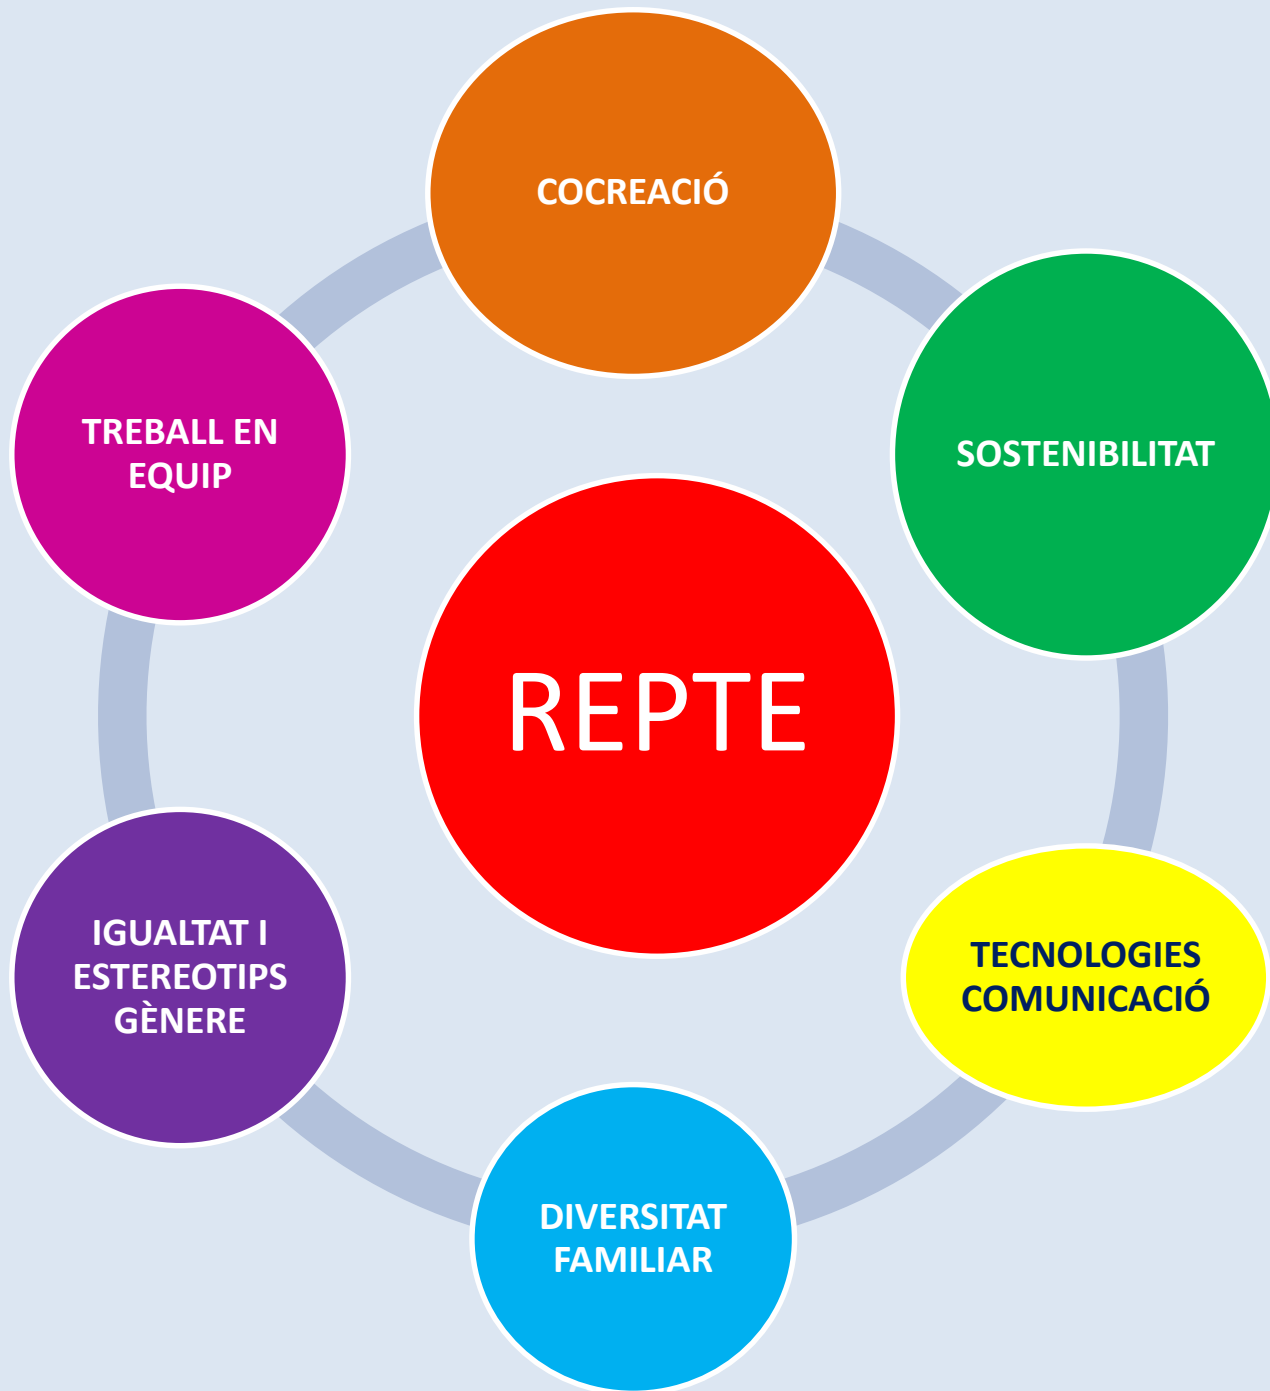 COCREACIÓ
SOSTENIBILITAT
TREBALL EN
EQUIP
REPTE
IGUALTAT I
ESTEREOTIPS
GÈNERE
TECNOLOGIES
COMUNICACIÓ
DIVERSITAT
FAMILIAR